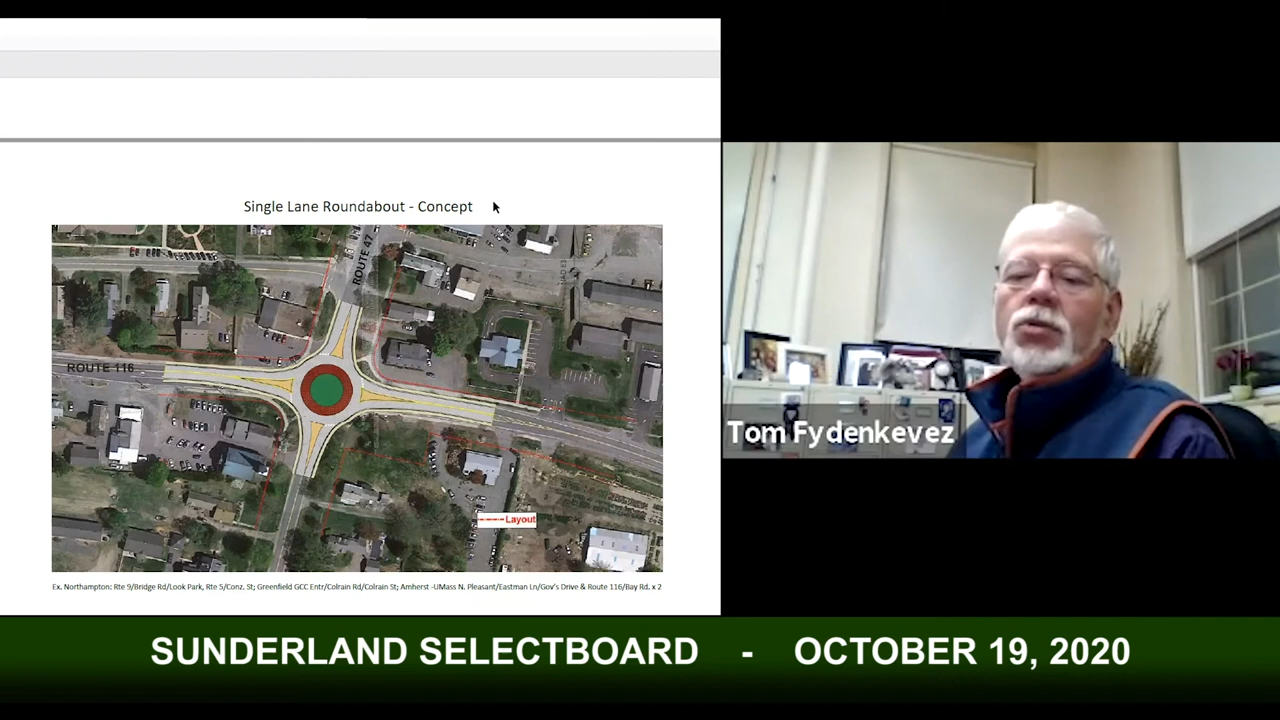 Single Lane Roundabout - Concept
ROUTE 47
ROUTE 116
Layout
Ex. Northampton: Rte 9/Bridge Rd/Look Park, Rte 5/Conz. St; Greenfield GCC Entr/Colrain Rd/Colrain St; Amherst -UMass N. Pleasant/Eastman Ln/Gov's Drive & Route 116/Bay Rd. x 2
Tom Fydenkevez
SUNDERLAND SELECTBOARD - OCTOBER 19, 2020